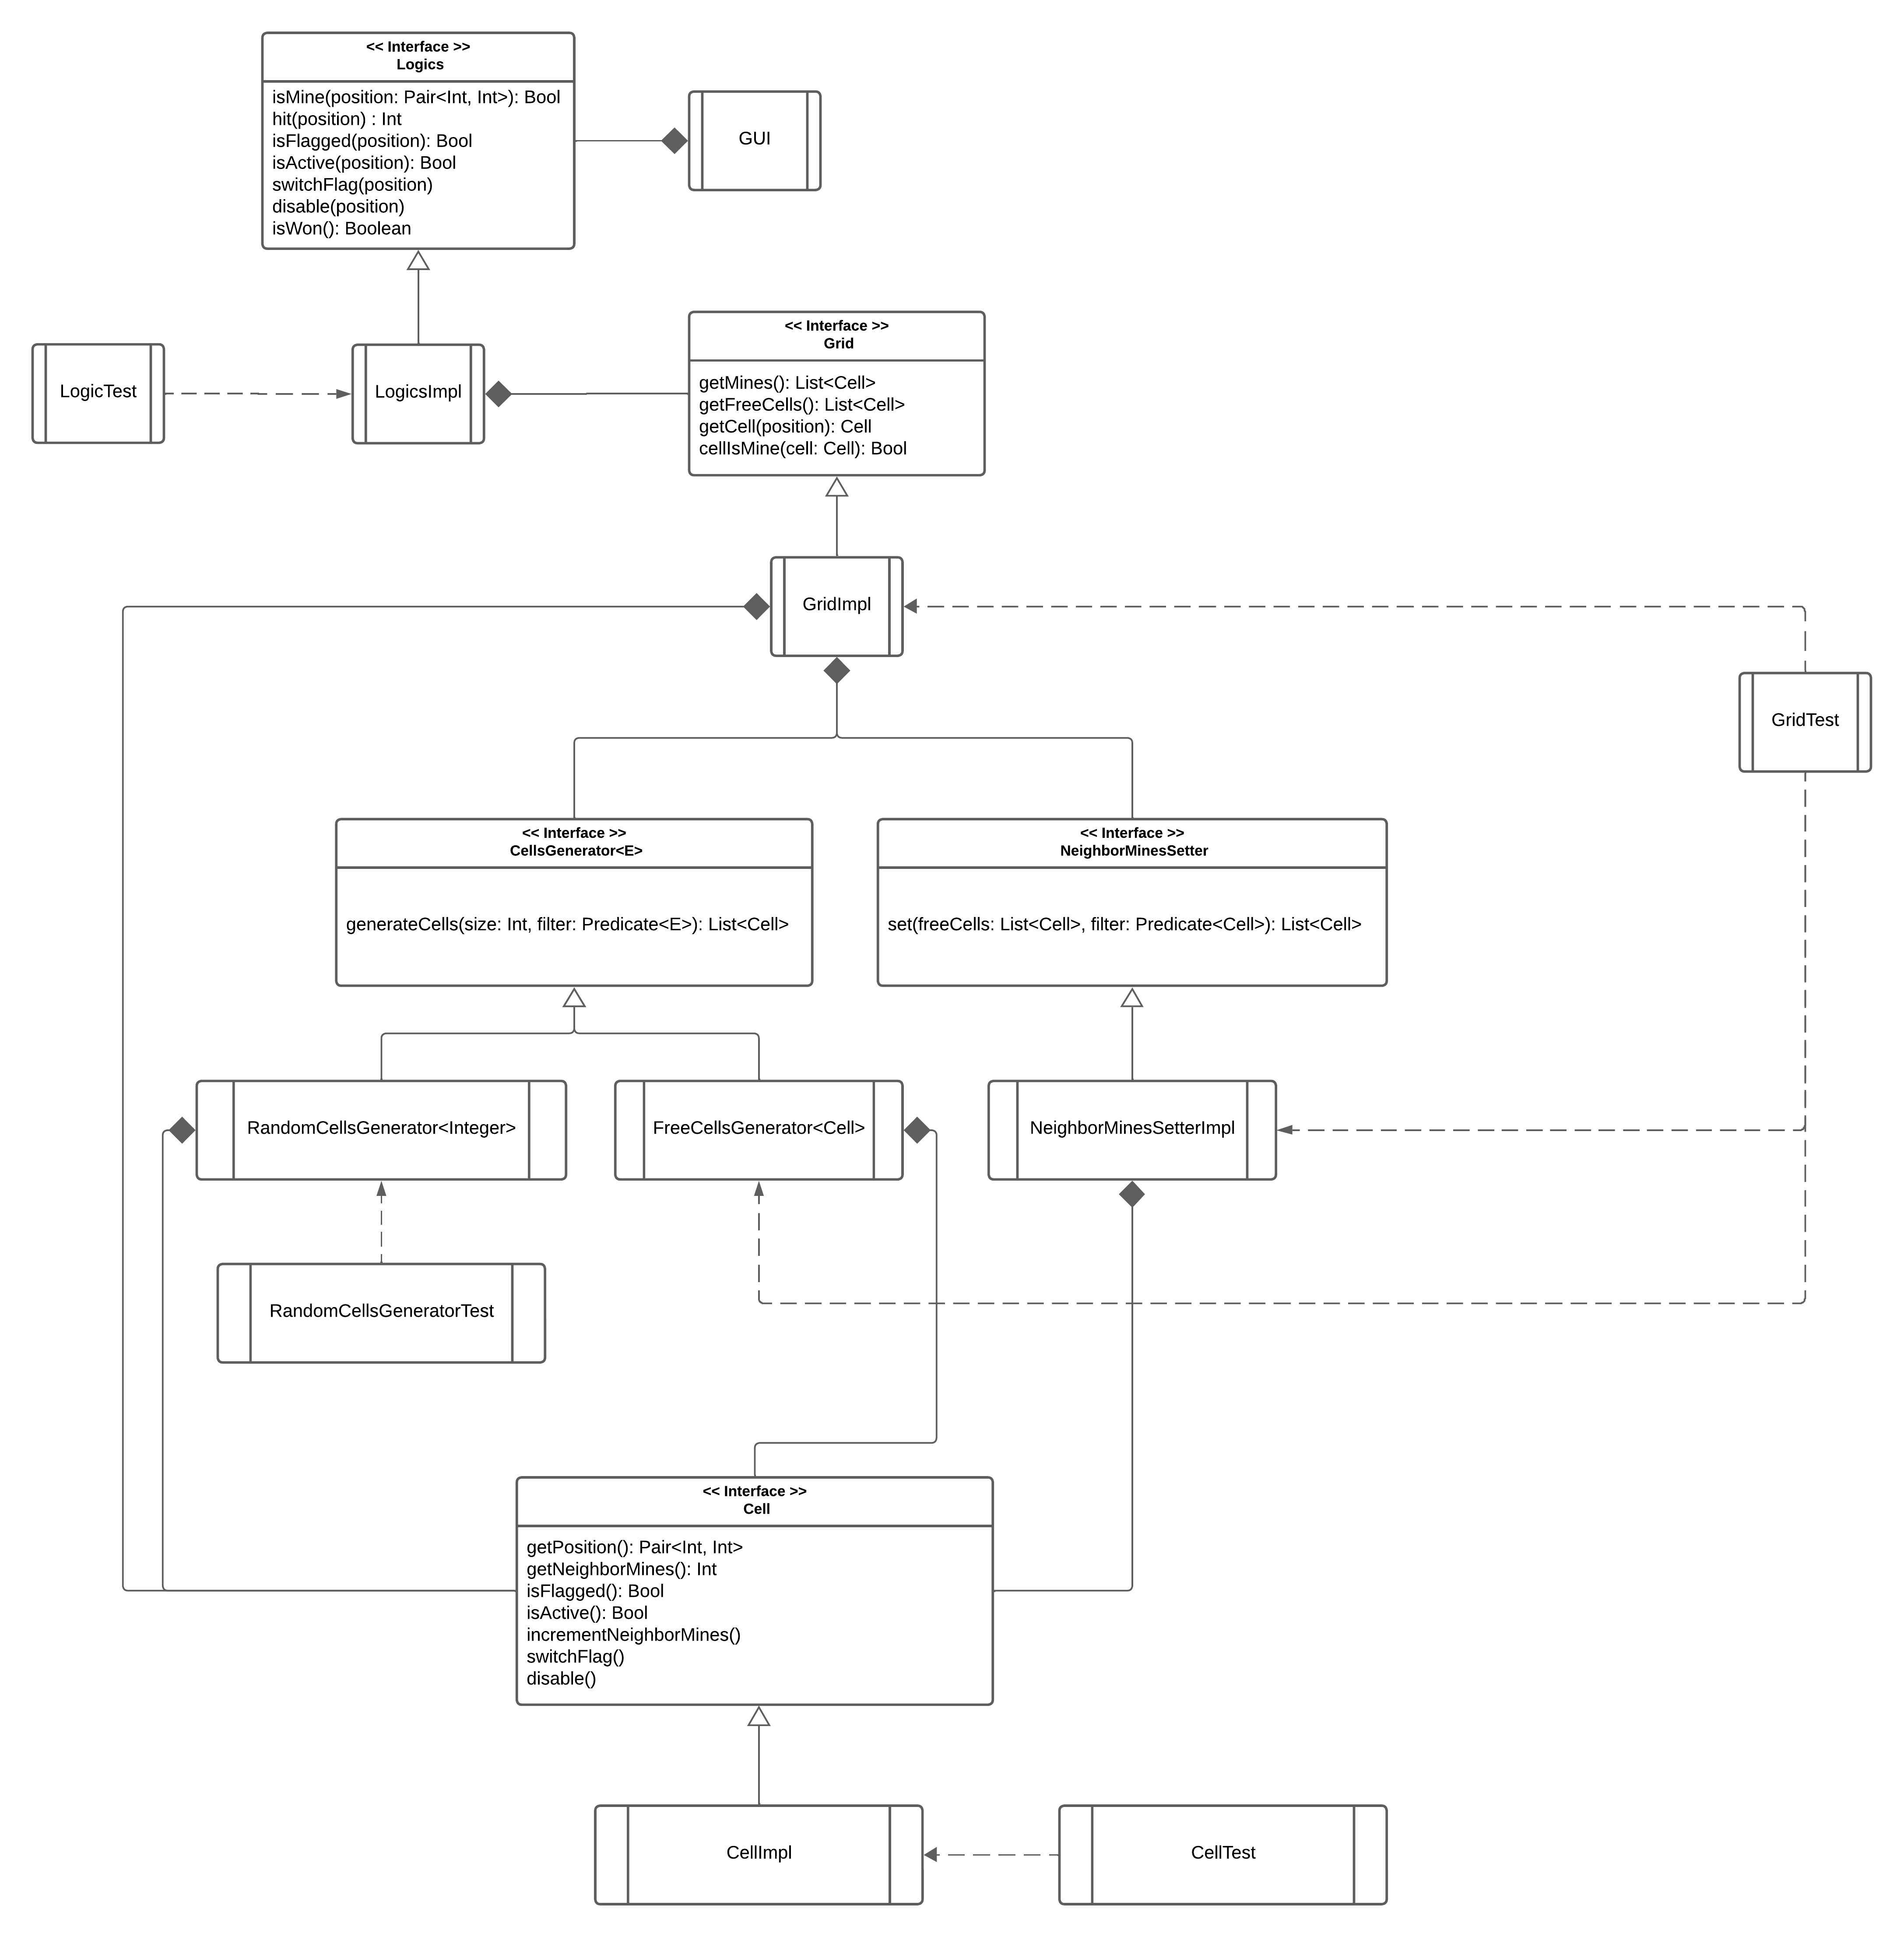 << Interface >>
Logics
isMine(position: Pair<Int, Int>): Bool
hit(position) : Int
isFlagged(position): Bool
isActive(position): Bool
switchFlag(position)
disable(position)
isWon(): Boolean
GUI
LogicTest
LogicsImpl
<< Interface >>
Grid
getMines(): List<Cell>
getFreeCells(): List<Cell>
getCell(position): Cell
cellIsMine(cell: Cell): Bool
GridImpl
GridTest
<< Interface >>
CellsGenerator<E>
generateCells(size: Int, filter: Predicate<E>): List<Cell>
<< Interface >>
NeighborMinesSetter
set(freeCells: List<Cell>, filter: Predicate<Cell>): List<Cell>
RandomCellsGenerator<Integer>
FreeCellsGenerator<Cell>
NeighborMinesSetterImpl
RandomCellsGeneratorTest
<< Interface >>
Cell
getPosition(): Pair<Int, Int>
getNeighborMines(): Int
isFlagged(): Bool
isActive(): Bool
incrementNeighborMines()
switchFlag()
disable()
CellImpl
CellTest